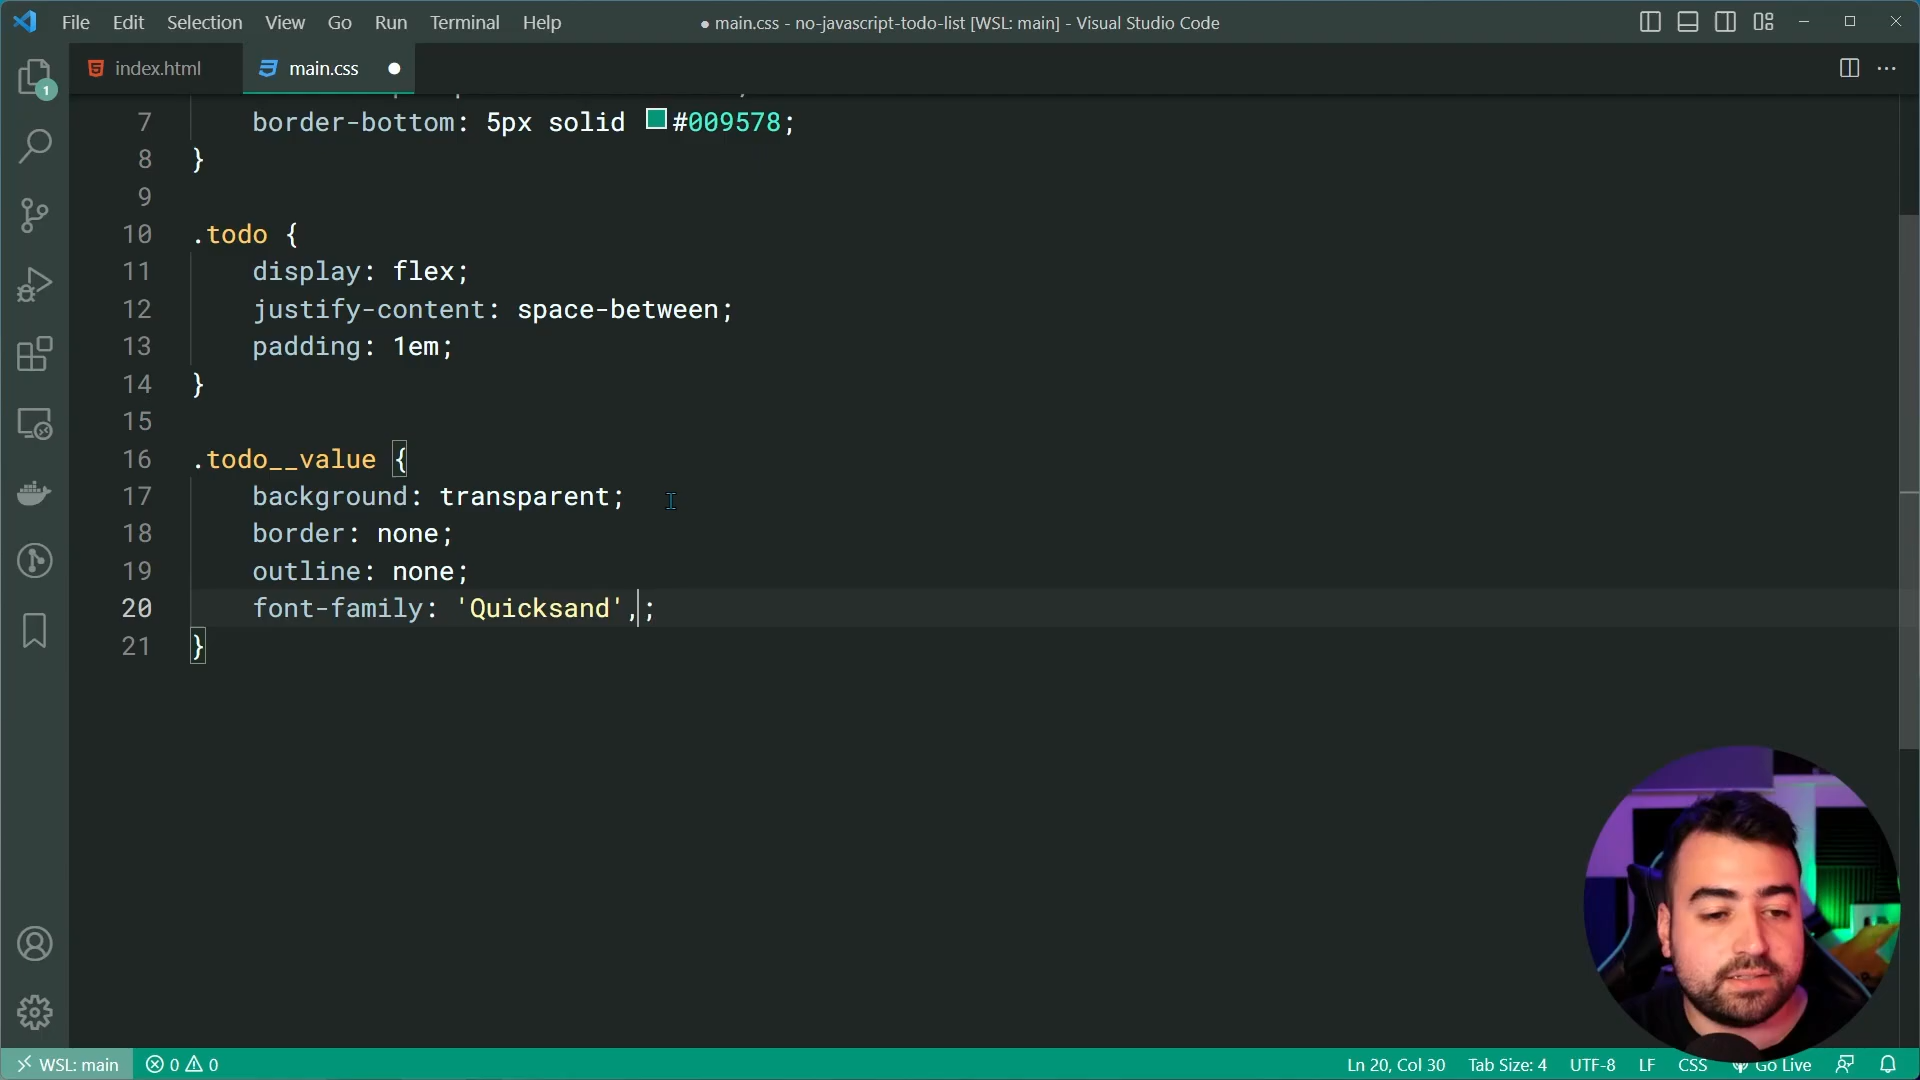 File Edit Selection View Go Run Terminal Help
● main.css - no-javascript-todo-list [WSL: main] - Visual Studio Code
index.html
main.css ●
1
7 border-bottom: 5px solid #009578;
8 }
9
10 .todo {
11 display: flex;
12 justify-content: space-between;
13 padding: 1em;
14 }
15
16 .todo__value {
17 background: transparent;
18 border: none;
19 outline: none;
20 font-family: 'Quicksand',;
21 }
WSL: main 0 0 Ln 20, Col 30 Tab Size: 4 UTF-8 LF CSS Go Live